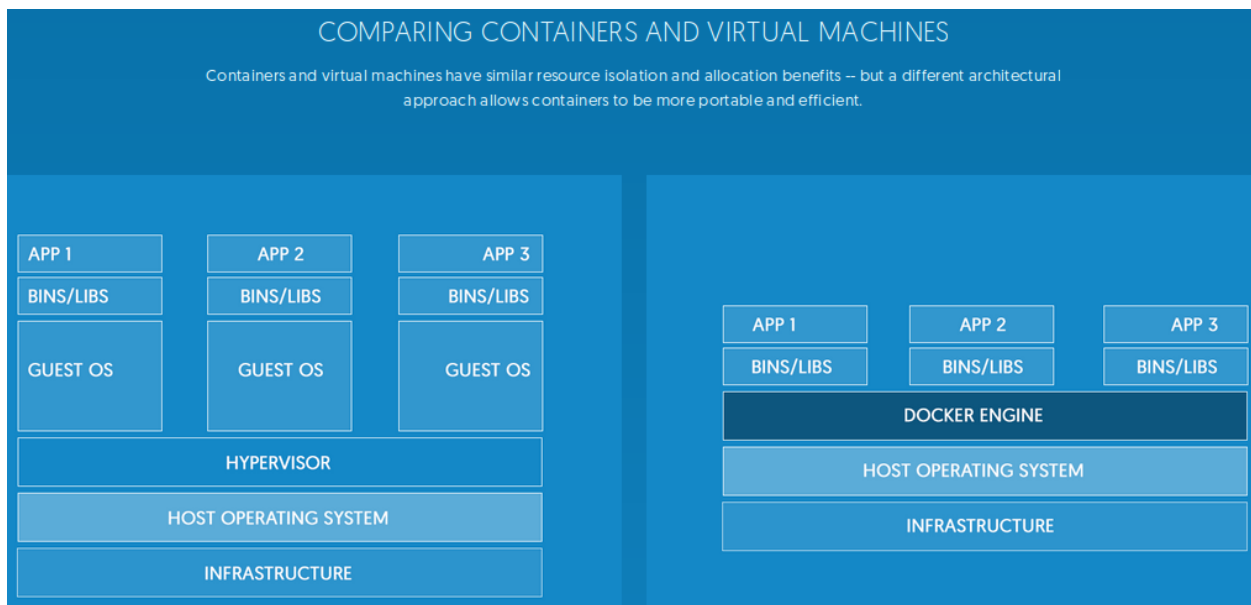 COMPARING CONTAINERS AND VIRTUAL MACHINES
Containers and virtual machines have similar resource isolation and allocation benefits -- but a different architectural
approach allows containers to be more portable and efficient.
APP 1
APP 2
APP 3
BINS/LIBS
BINS/LIBS
BINS/LIBS
GUEST OS
GUEST OS
GUEST OS
HYPERVISOR
HOST OPERATING SYSTEM
INFRASTRUCTURE
APP 1
APP 2
APP 3
BINS/LIBS
BINS/LIBS
BINS/LIBS
DOCKER ENGINE
HOST OPERATING SYSTEM
INFRASTRUCTURE